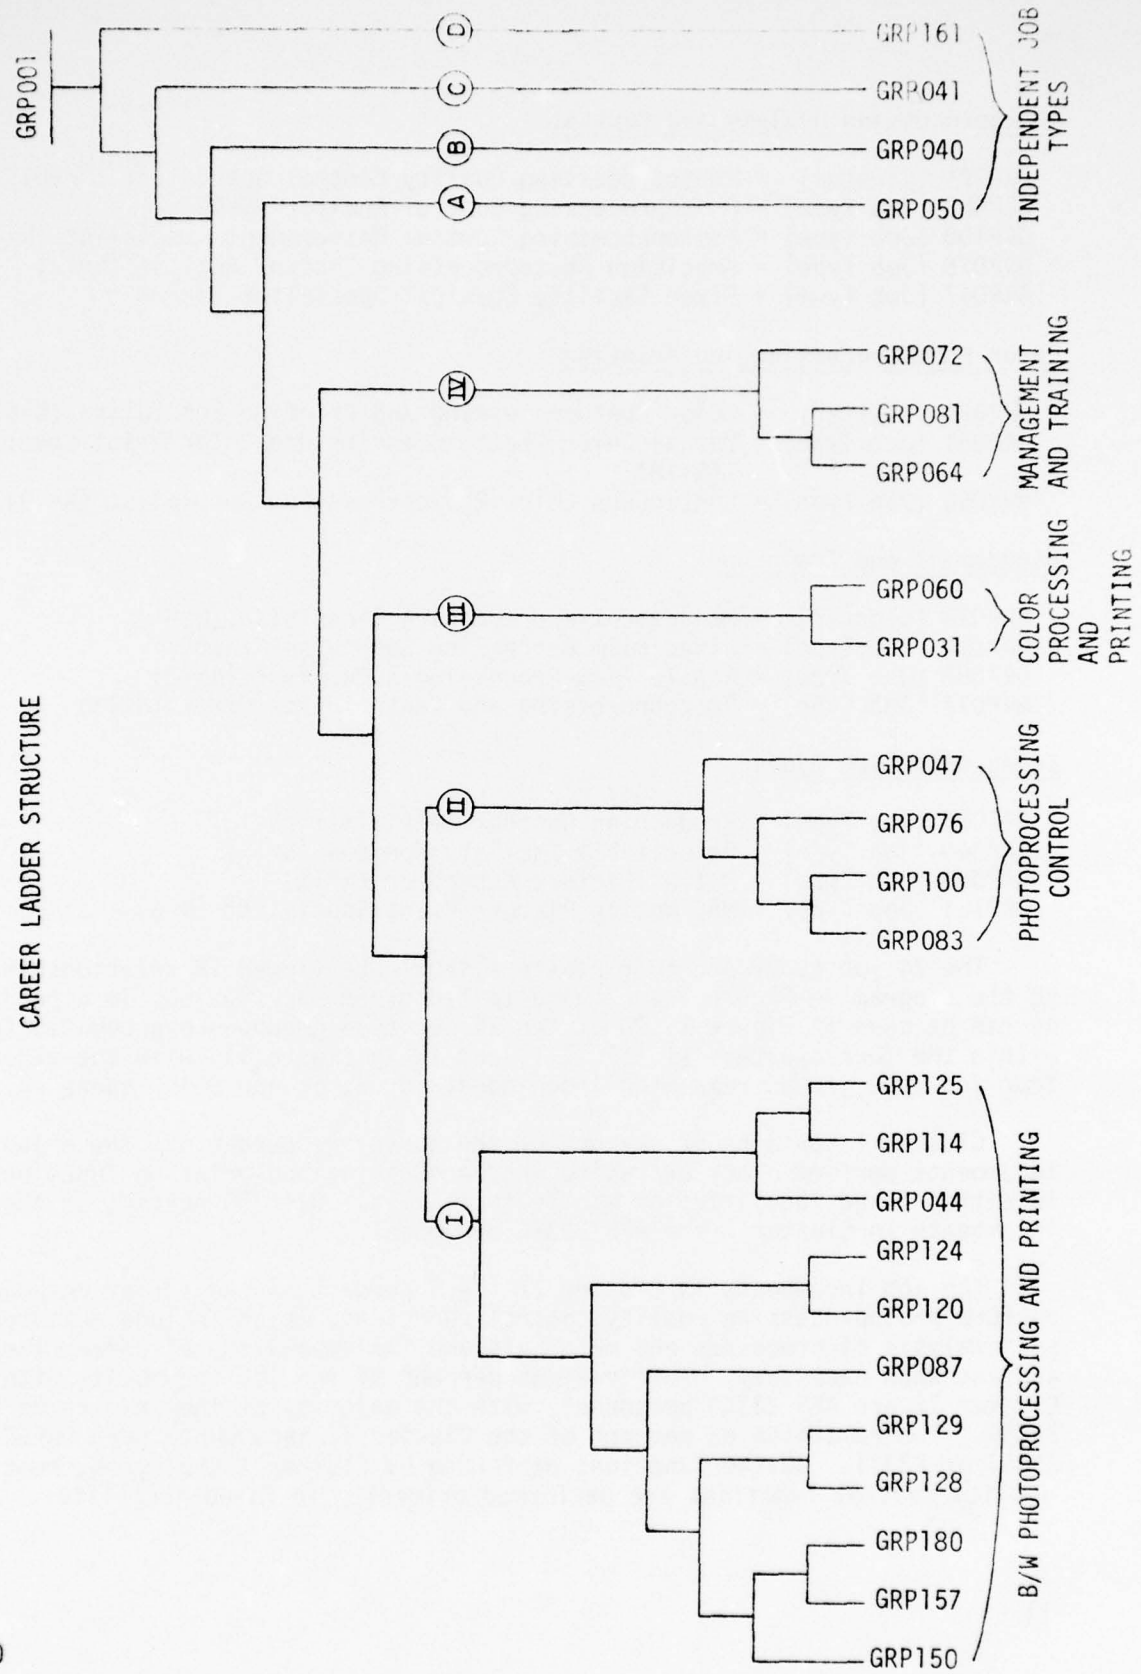 CAREER LADDER STRUCTURE
GRP001
I
II
III
IV
A
B
C
D
GRP150
GRP157
GRP180
GRP128
GRP129
GRP087
GRP120
GRP124
GRP044
GRP114
GRP125
GRP083
GRP100
GRP076
GRP047
GRP031
GRP060
GRP064
GRP081
GRP072
GRP050
GRP040
GRP041
GRP161
B/W PHOTOPROCESSING AND PRINTING
PHOTOPROCESSING
CONTROL
COLOR
PROCESSING
AND
PRINTING
MANAGEMENT
AND TRAINING
INDEPENDENT JOB
TYPES